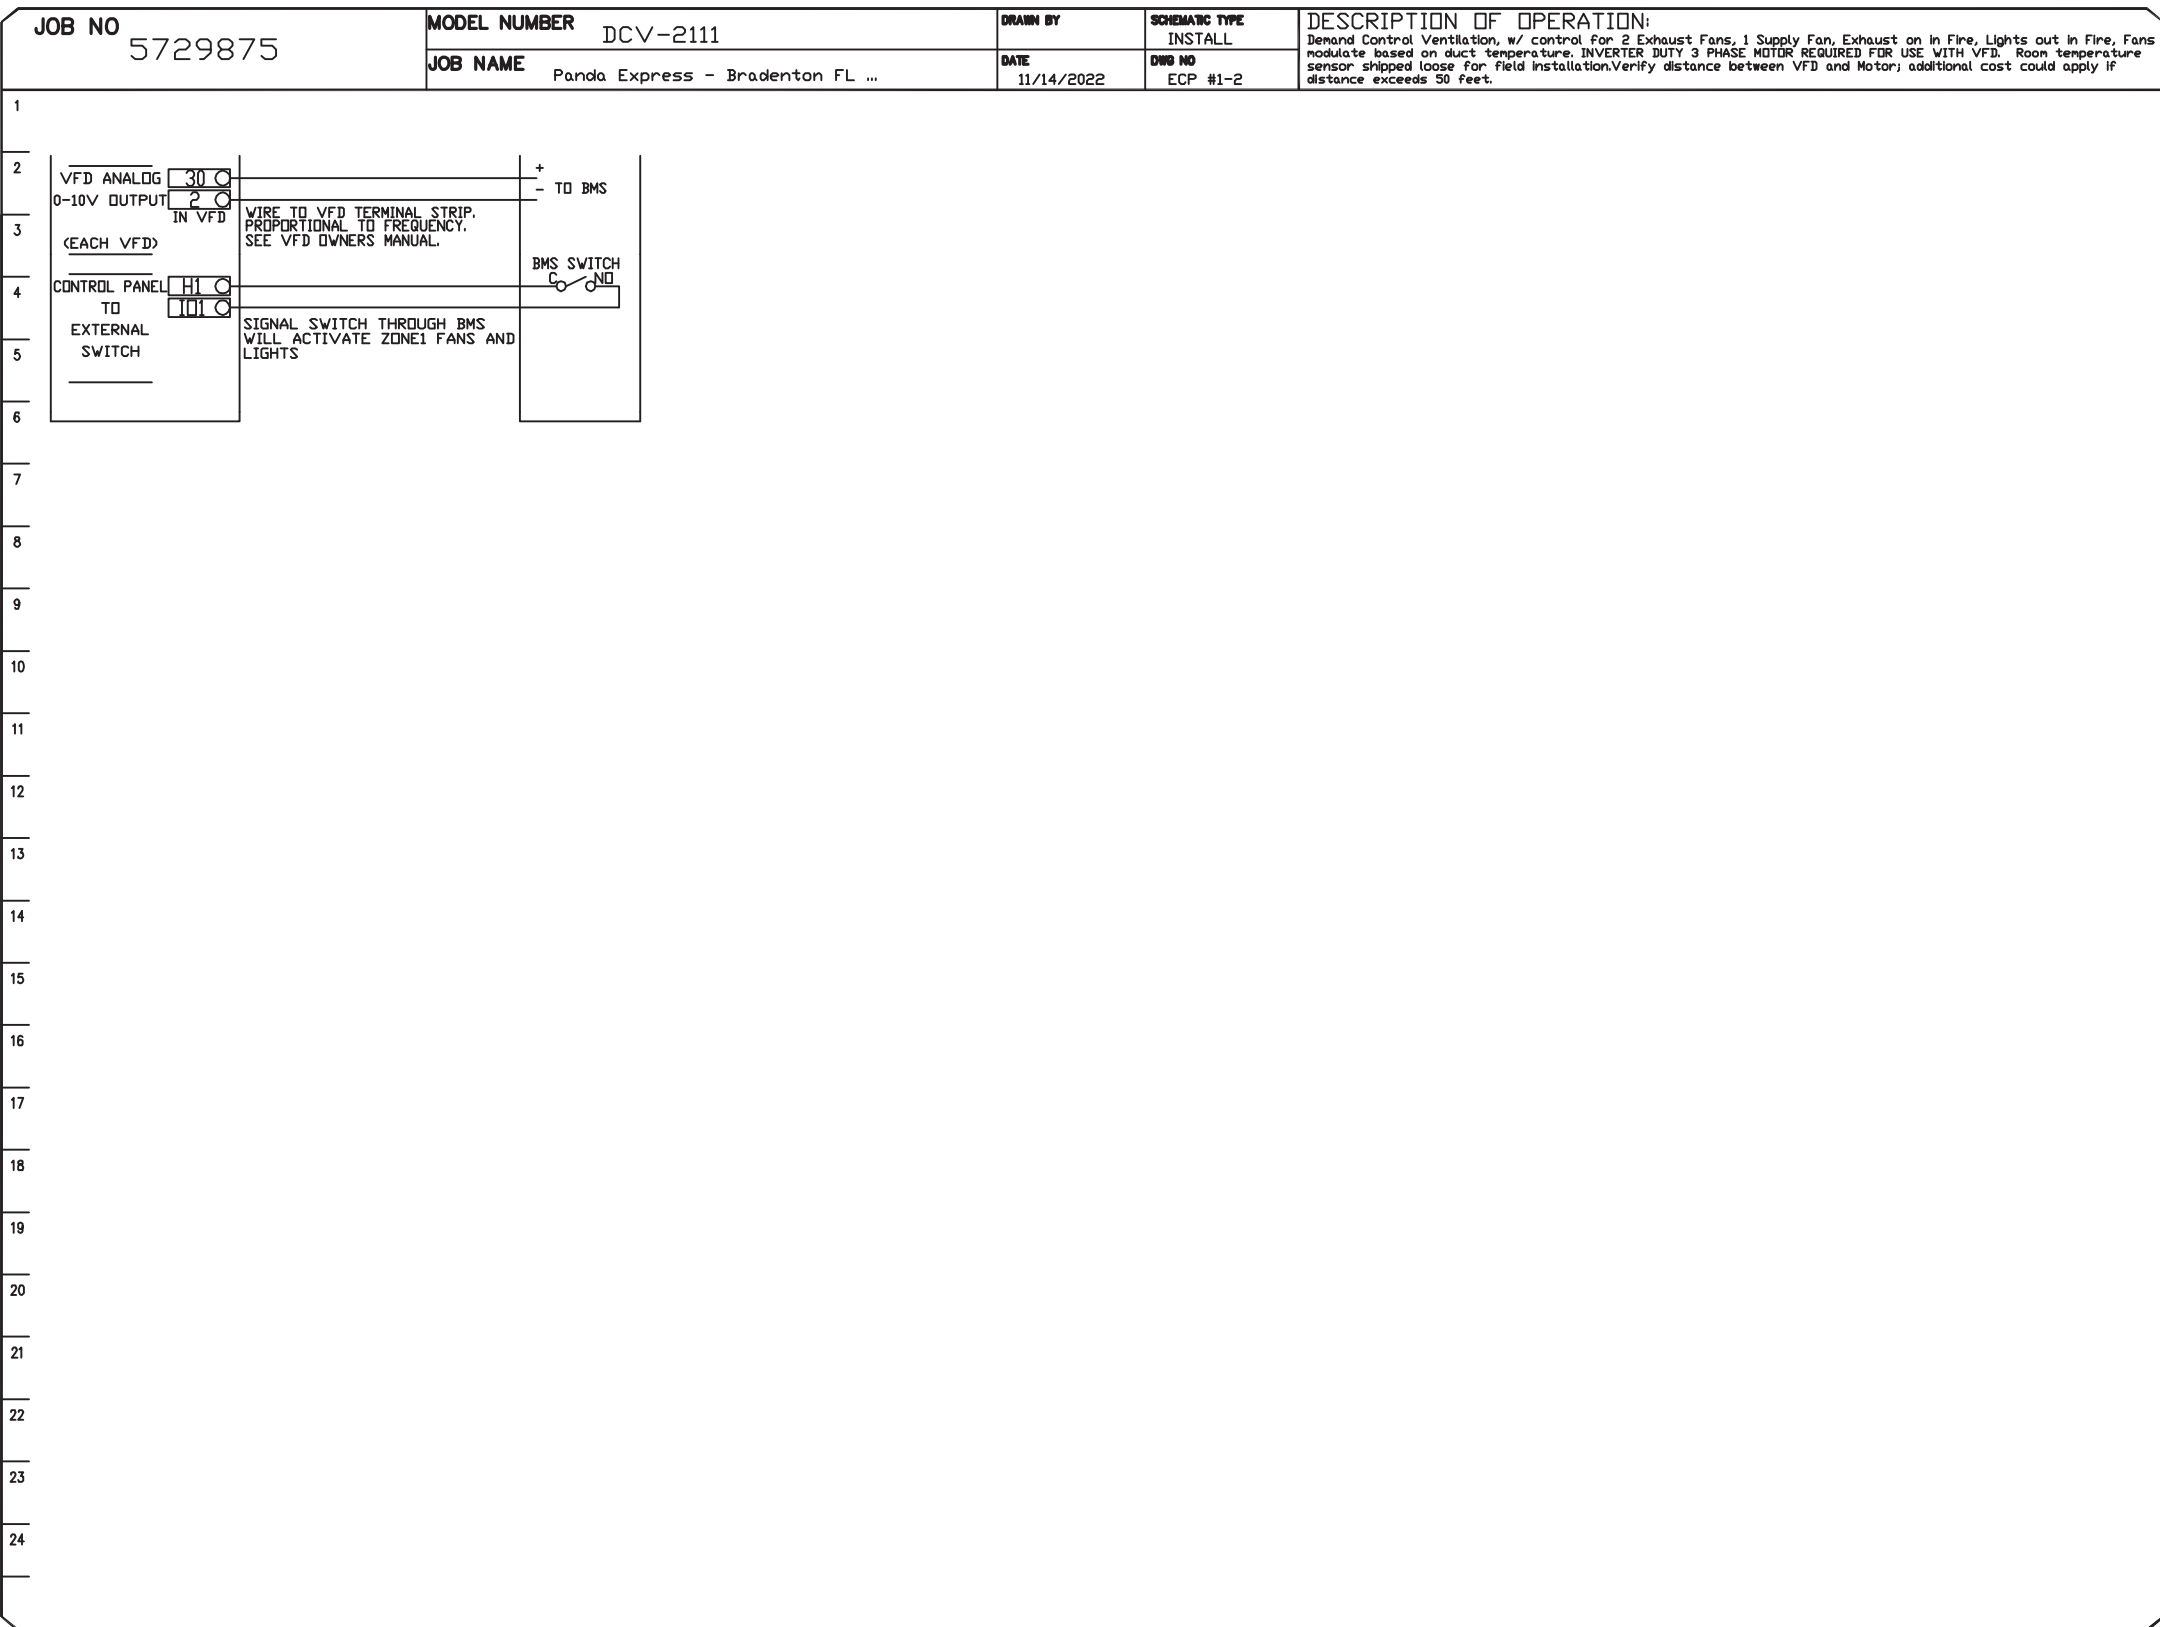 JOB NO
5729875
MODEL NUMBER
DCV-2111
JOB NAME
Panda Express - Bradenton FL ...
DRAWN BY
DATE
11/14/2022
SCHEMATIC TYPE
INSTALL
DWG NO
ECP #1-2
DESCRIPTION OF OPERATION:
Demand Control Ventilation, w/ control for 2 Exhaust Fans, 1 Supply Fan, Exhaust on in Fire, Lights out in Fire, Fans
modulate based on duct temperature. INVERTER DUTY 3 PHASE MOTOR REQUIRED FOR USE WITH VFD. Room temperature
sensor shipped loose for field installation.Verify distance between VFD and Motor; additional cost could apply if
distance exceeds 50 feet.
1
2
3
4
5
6
7
8
9
10
11
12
13
14
15
16
17
18
19
20
21
22
23
24
VFD ANALOG
0-10V OUTPUT
30
2
IN VFD
(EACH VFD)
WIRE TO VFD TERMINAL STRIP.
PROPORTIONAL TO FREQUENCY.
SEE VFD OWNERS MANUAL.
+
- TO BMS
CONTROL PANEL
TO
EXTERNAL
SWITCH
H1
IO1
SIGNAL SWITCH THROUGH BMS
WILL ACTIVATE ZONE1 FANS AND
LIGHTS
BMS SWITCH
C NO